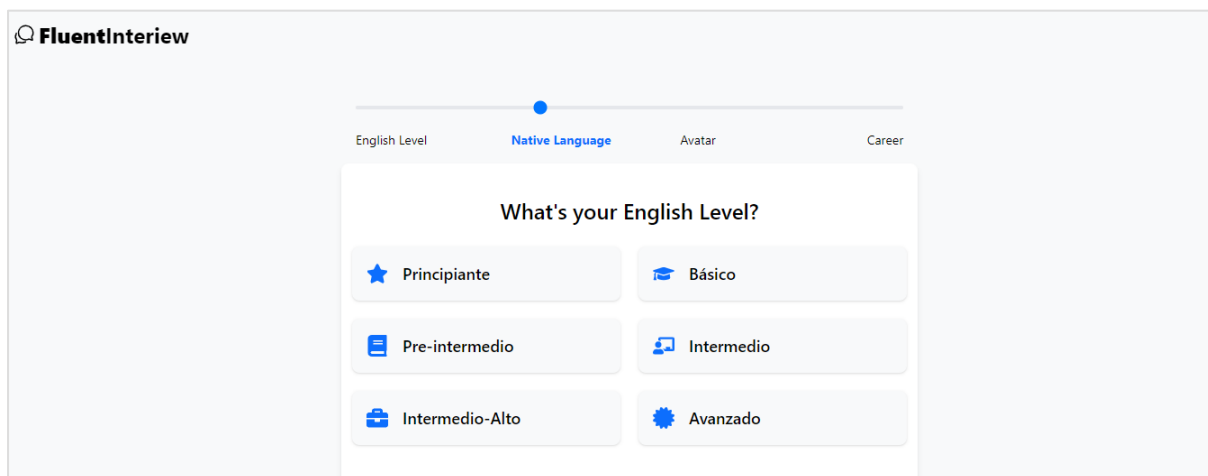 FluentInteriew
English Level Native Language Avatar Career
What's your English Level?
Principiante Básico
Pre-intermedio Intermedio
Intermedio-Alto Avanzado